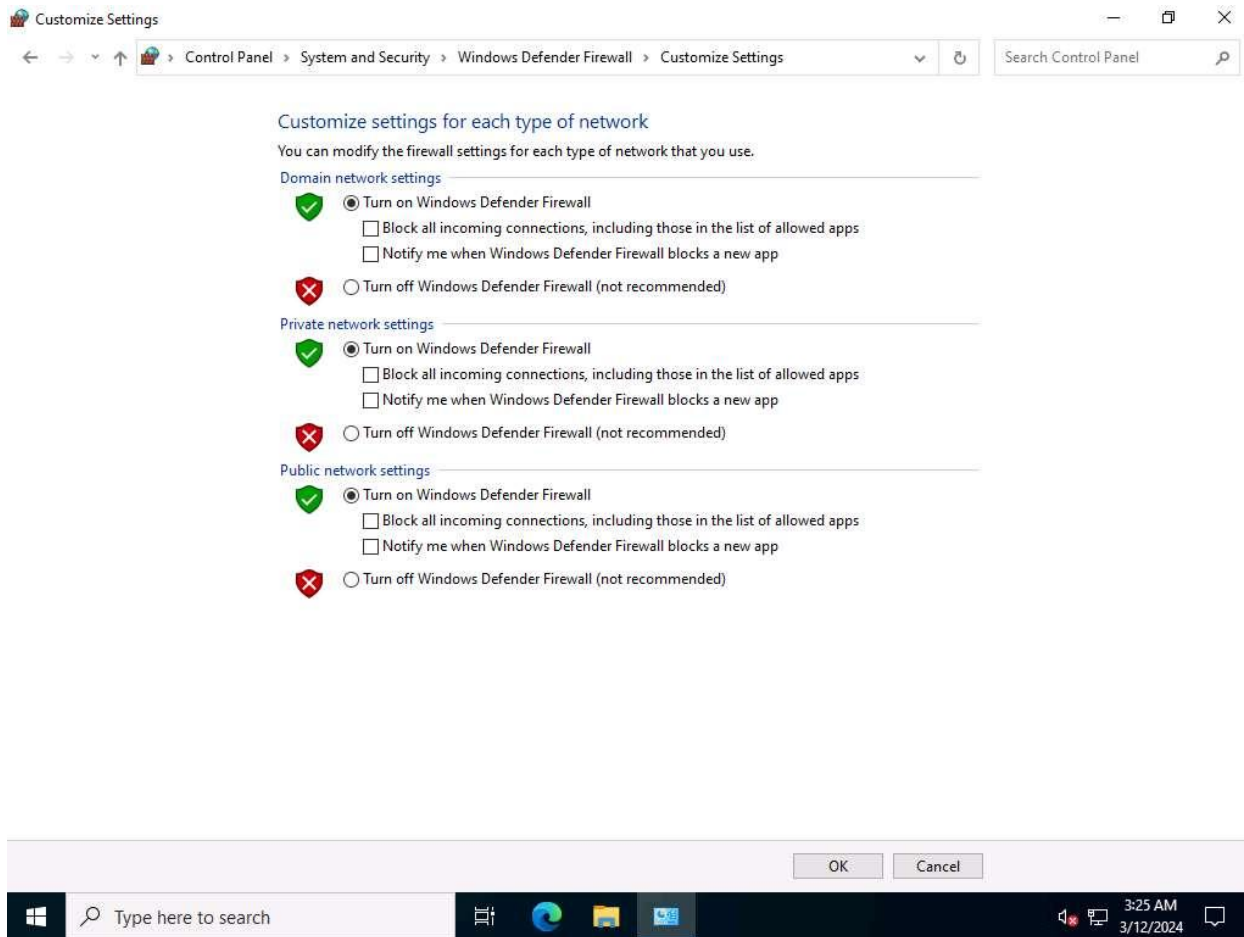 Customize Settings
Control Panel > System and Security > Windows Defender Firewall > Customize Settings
Search Control Panel
Customize settings for each type of network
You can modify the firewall settings for each type of network that you use.
Domain network settings
Turn on Windows Defender Firewall
Block all incoming connections, including those in the list of allowed apps
Notify me when Windows Defender Firewall blocks a new app
Turn off Windows Defender Firewall (not recommended)
Private network settings
Turn on Windows Defender Firewall
Block all incoming connections, including those in the list of allowed apps
Notify me when Windows Defender Firewall blocks a new app
Turn off Windows Defender Firewall (not recommended)
Public network settings
Turn on Windows Defender Firewall
Block all incoming connections, including those in the list of allowed apps
Notify me when Windows Defender Firewall blocks a new app
Turn off Windows Defender Firewall (not recommended)
OK Cancel
Type here to search
3:25 AM
3/12/2024